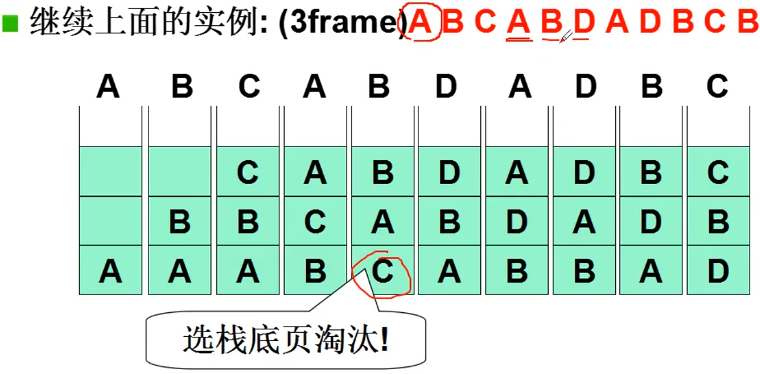 继续上面的实例: (3frame)A B C A B D A D B C B
A B C A B D A D B C
C A B D A D B C
B B C A B D A D B
A A A B C A B B A D
选栈底页淘汰!